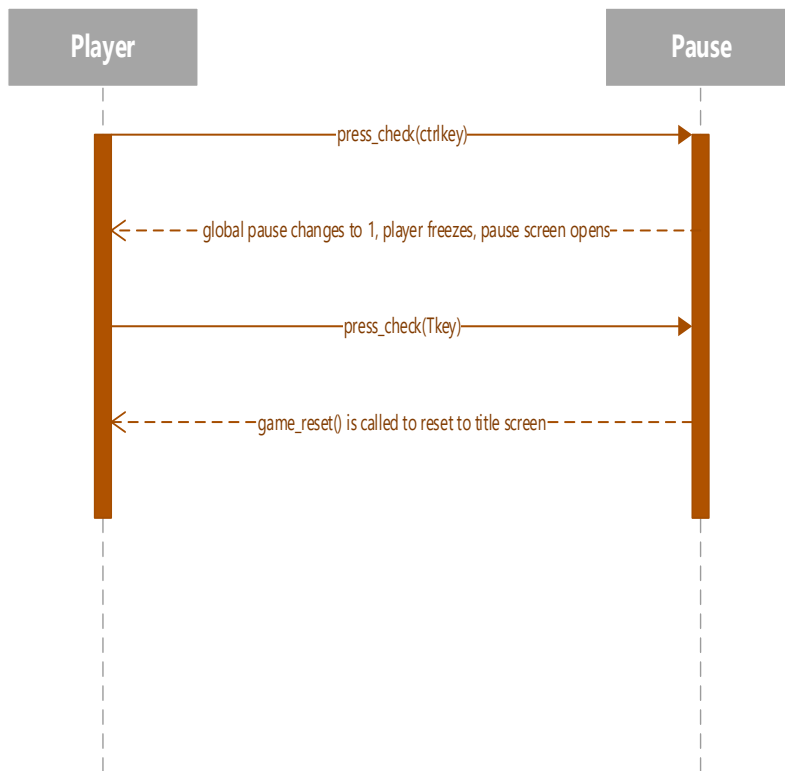 Player
Pause
press_check(ctrlkey)
global pause changes to 1, player freezes, pause screen opens
press_check(Tkey)
game_reset() is called to reset to title screen